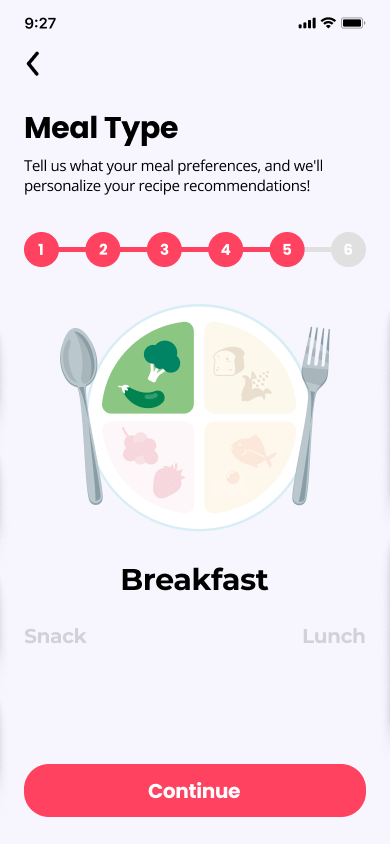 9:27
Meal Type
Tell us what your meal preferences, and we'll
personalize your recipe recommendations!
1 2 3 4 5 6
Breakfast
Snack Lunch
Continue